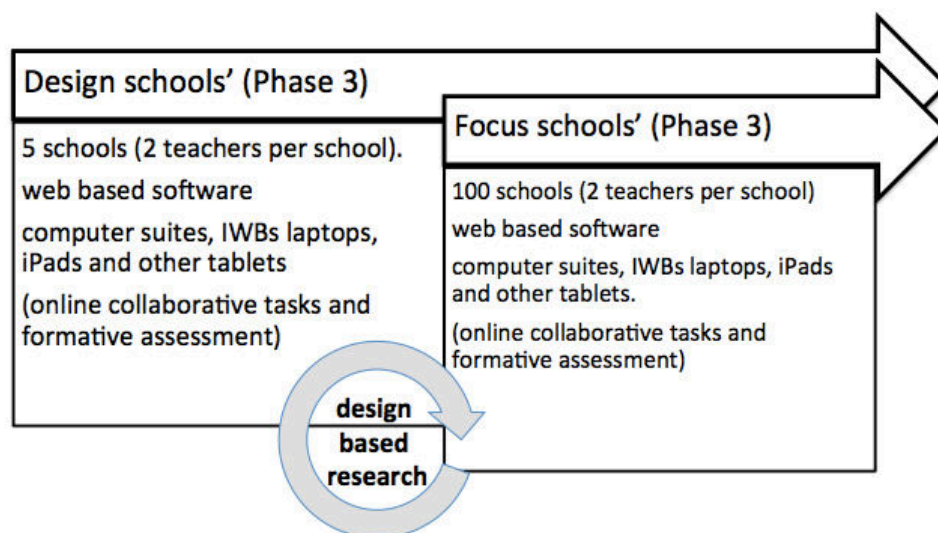 Design schools’ (Phase 3)
5 schools (2 teachers per school).
web based software
computer suites, IWBs laptops,
iPads and other tablets
(online collaborative tasks and
formative assessment)
Focus schools’ (Phase 3)
100 schools (2 teachers per school)
web based software
computer suites, IWBs laptops, iPads
and other tablets.
(online collaborative tasks and
formative assessment)
design
based
research